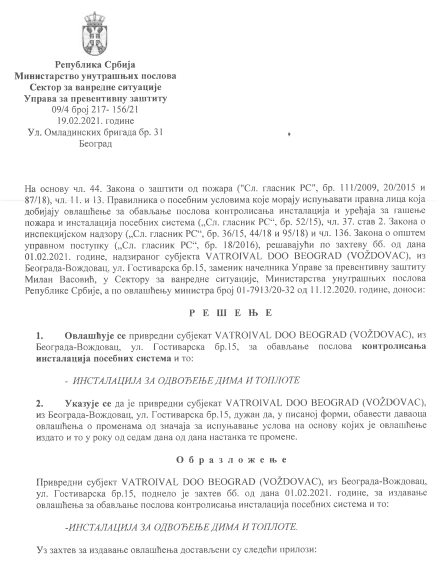 Република Србија
Министарство унутрашњих послова
Сектор за ванредне ситуације
Управа за превентивну заштиту
09/4 број 217- 156/21
19.02.2021. године
Ул. Омладинских бригада бр. 31
Београд
На основу чл. 44. Закона о заштити од пожара ("Сл. гласник РС", бр. 111/2009, 20/2015 и
87/18), чл. 11. и 13. Правилника о посебним условима које морају испуњавати правна лица која
добијају овлашћење за обављање послова контролисања инсталација и уређаја за гашење
пожара и инсталација посебних система („Сл. гласник РС“, бр. 52/15), чл. 37. став 2. Закона о
инспекцијском надзору („Сл. гласник РС“, бр. 36/15, 44/18 и 95/18) и чл. 136. Закона о општем
управном поступку („Сл. гласник РС“, бр. 18/2016), решавајући по захтеву бб. од дана
01.02.2021. године, надзираног субјекта VATROIVAL DOO BEOGRAD (VOŽDOVAC), из
Београда-Вождовац, ул. Гостиварска бр.15, заменик начелника Управе за превентивну заштиту
Милан Васовић, у Сектору за ванредне ситуације, Министарства унутрашњих послова
Републике Србије, а по овлашћењу министра број 01-7913/20-32 од 11.12.2020. године, доноси:
Р Е Ш Е Њ Е
1. Овлашћује се привредни субјекат VATROIVAL DOO BEOGRAD (VOŽDOVAC), из
Београда-Вождовац, ул. Гостиварска бр.15, за обављање послова контролисања
инсталација посебних система и то:
- ИНСТАЛАЦИЈА ЗА ОДВОЂЕЊЕ ДИМА И ТОПЛОТЕ
2. Указује се да је привредни субјекат VATROIVAL DOO BEOGRAD (VOŽDOVAC),
из Београда-Вождовац, ул. Гостиварска бр.15, дужан да, у писаној форми, обавести даваоца
овлашћења о променама од значаја за испуњавање услова на основу којих је овлашћење
издато и то у року од седам дана од дана настанка те промене.
О б р а з л о ж е њ е
Привредни субјект VATROIVAL DOO BEOGRAD (VOŽDOVAC), из Београда-Вождовац,
ул. Гостиварска бр.15, поднело је захтев бб. од дана 01.02.2021. године, за издавање
овлашћења за обављање послова контролисања инсталација посебних система и то:
-ИНСТАЛАЦИЈА ЗА ОДВОЂЕЊЕ ДИМА И ТОПЛОТЕ.
Уз захтев за издавање овлашћења достављени су следећи прилози: